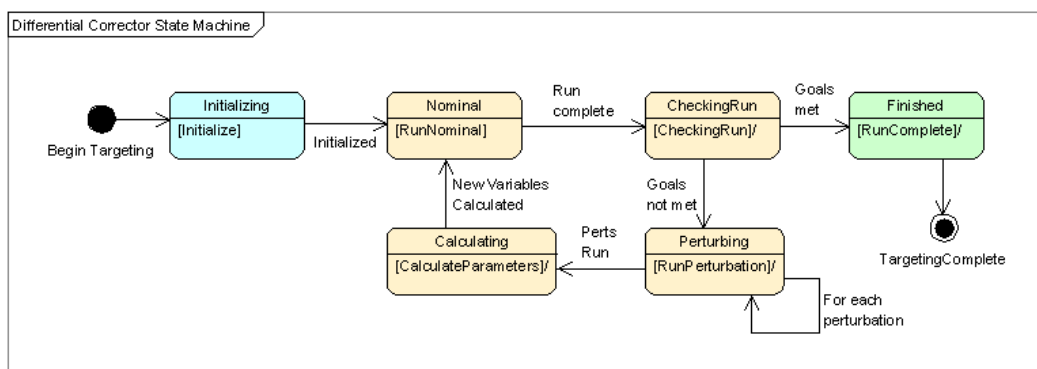 Differential Corrector State Machine
Initializing
[Initialize]
Begin Targeting
Initialized
Nominal
[RunNominal]
Run
complete
CheckingRun
[CheckingRun]/
Goals
met
Finished
[RunComplete]/
New Variables
Calculated
Goals
not met
Calculating
[CalculateParameters]/
Perts
Run
Perturbing
[RunPerturbation]/
TargetingComplete
For each
perturbation